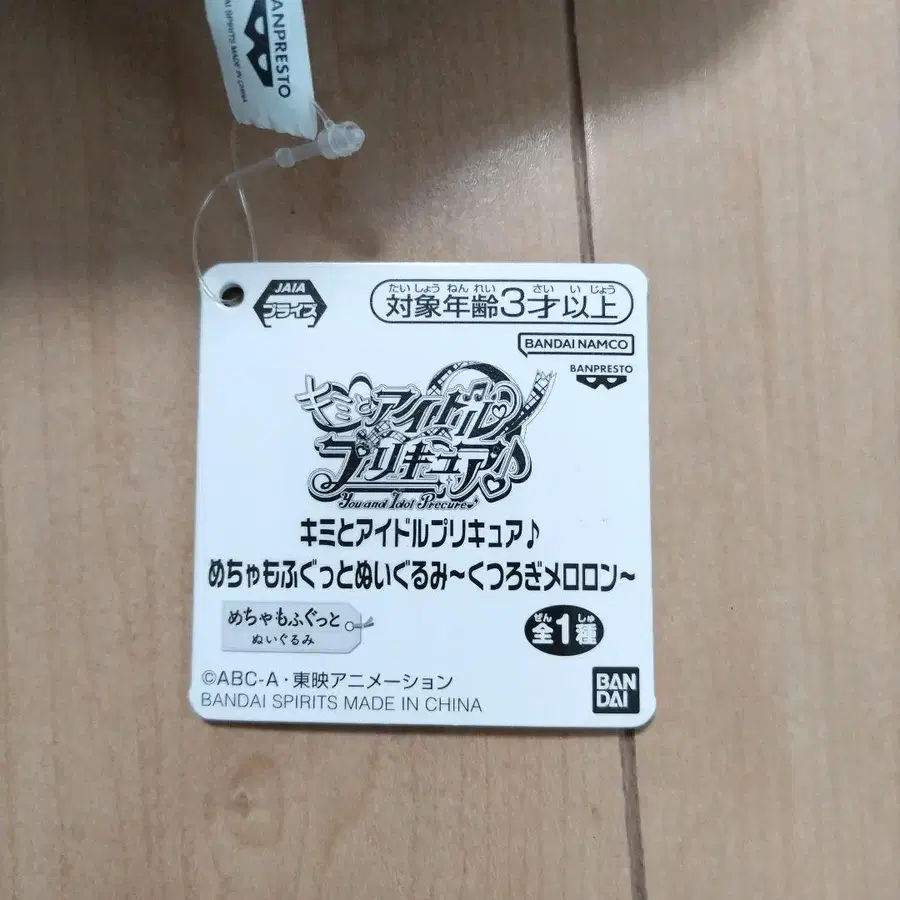 BANPRESTO
BANDAI SPIRITS MADE IN CHINA
JAIA
プライズ
たいしょうねんれい さいいじょう
対象年齢3才以上
BANDAI NAMCO
BANPRESTO
キミとアイドル
プリキュア♪
You and Idol Precure♪
キミとアイドルプリキュア♪
めちゃもふぐっとぬいぐるみ～くつろぎメロロン～
めちゃもふぐっと
ぬいぐるみ
ぜん しゅ
全1種
©ABC-A・東映アニメーション
BANDAI SPIRITS MADE IN CHINA
BAN
DAI